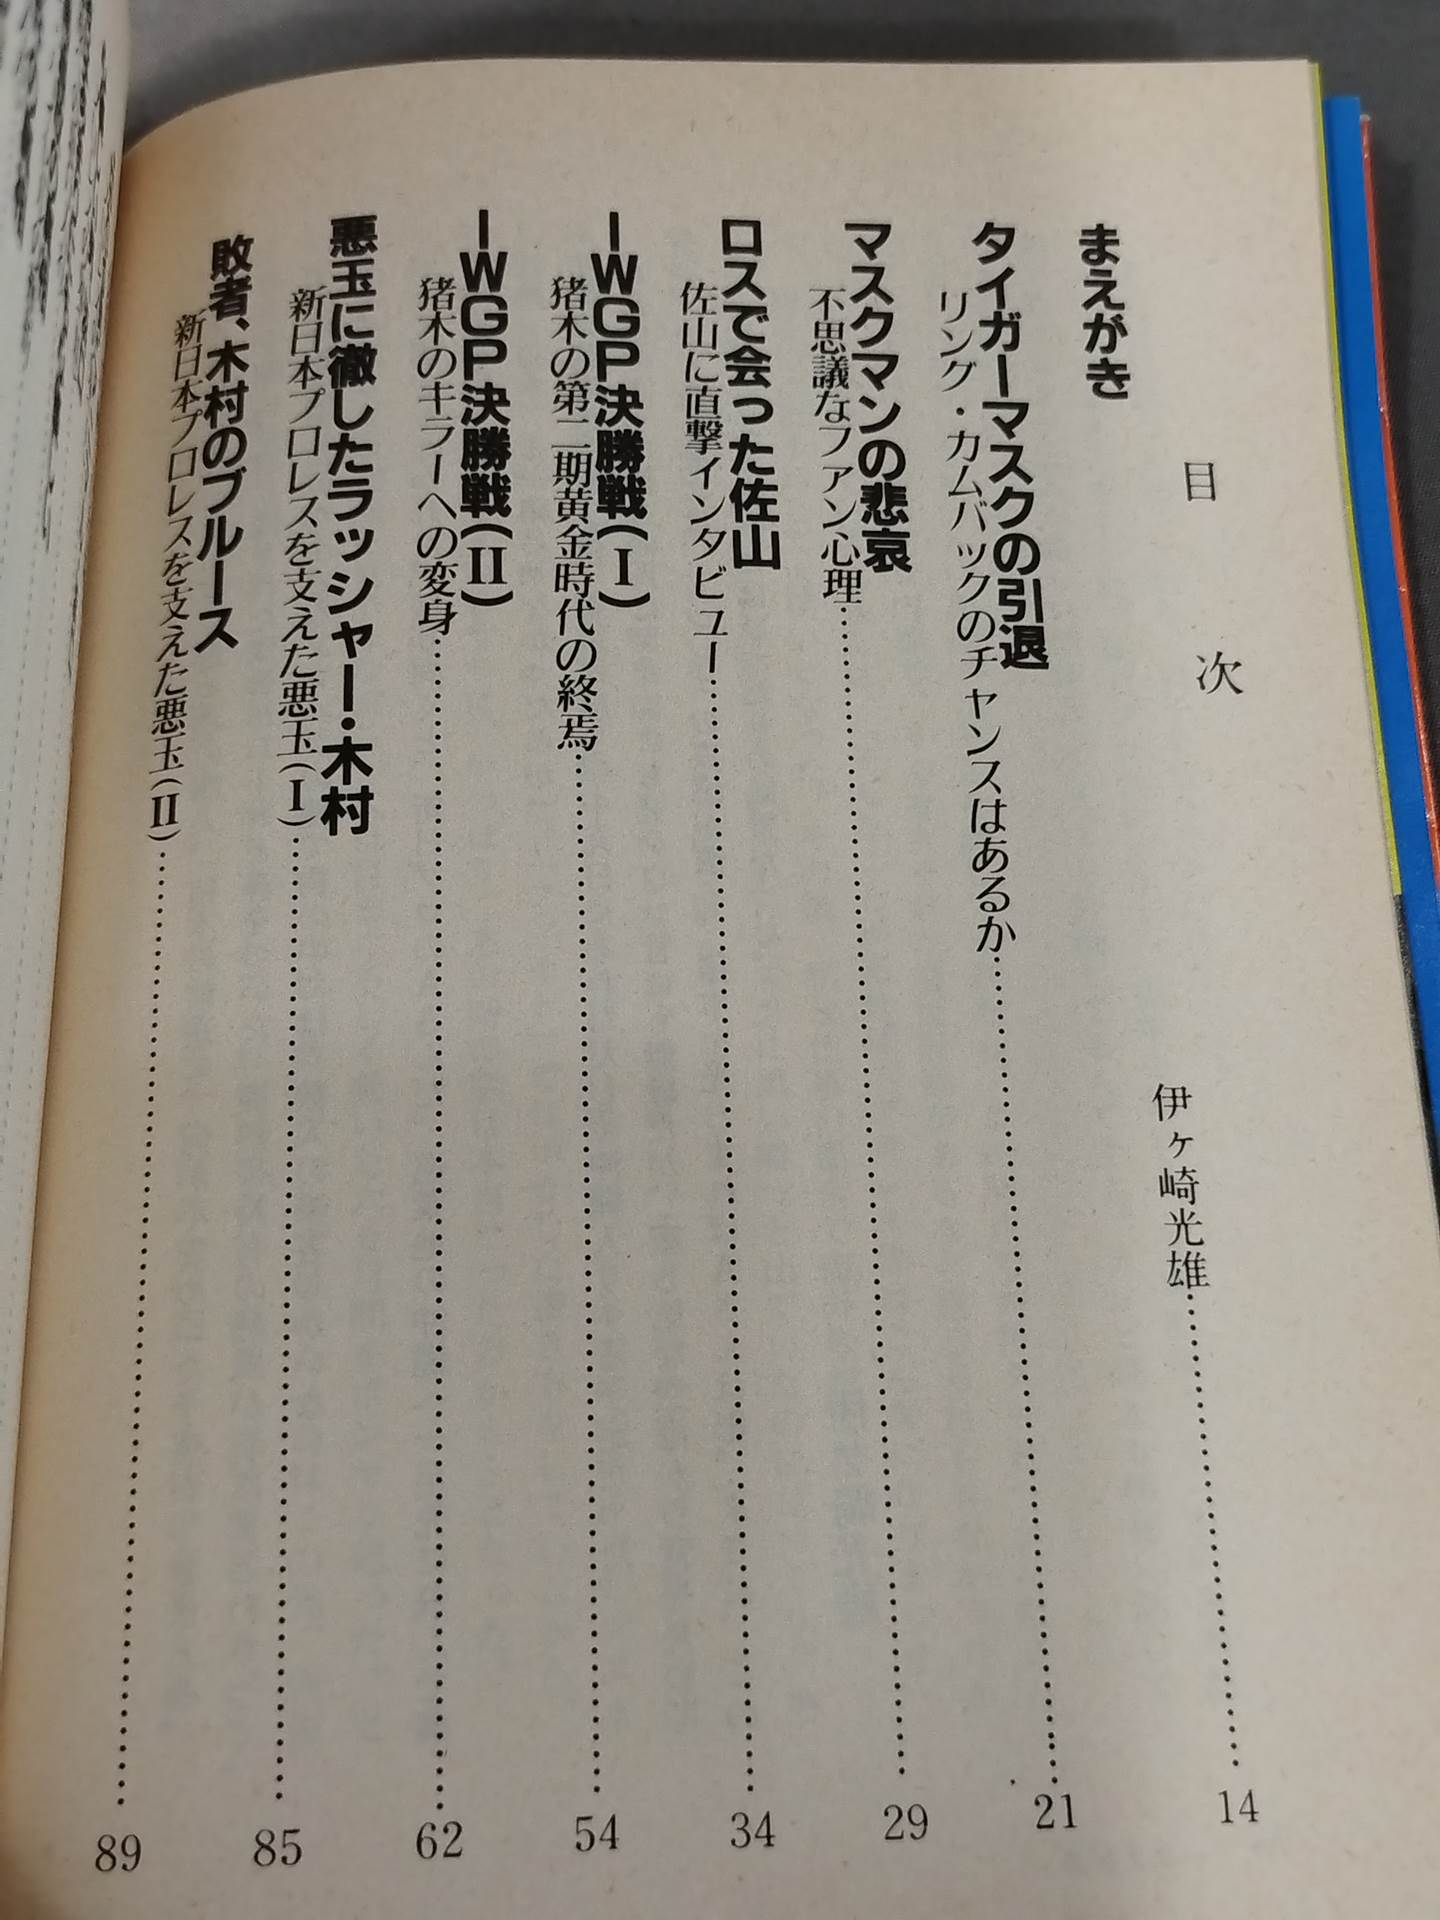 目次
まえがき
伊ヶ崎光雄……14
タイガーマスクの引退
リング・カムバックのチャンスはあるか……21
マスクマンの悲哀
不思議なファン心理……29
ロスで会った佐山
佐山に直撃インタビュー……34
IWGP決勝戦(Ⅰ)
猪木の第二期黄金時代の終焉……54
IWGP決勝戦(Ⅱ)
猪木のキラーへの変身……62
悪玉に徹したラッシャー・木村
新日本プロレスを支えた悪玉(Ⅰ)……85
敗者、木村のブルース
新日本プロレスを支えた悪玉(Ⅱ)……89